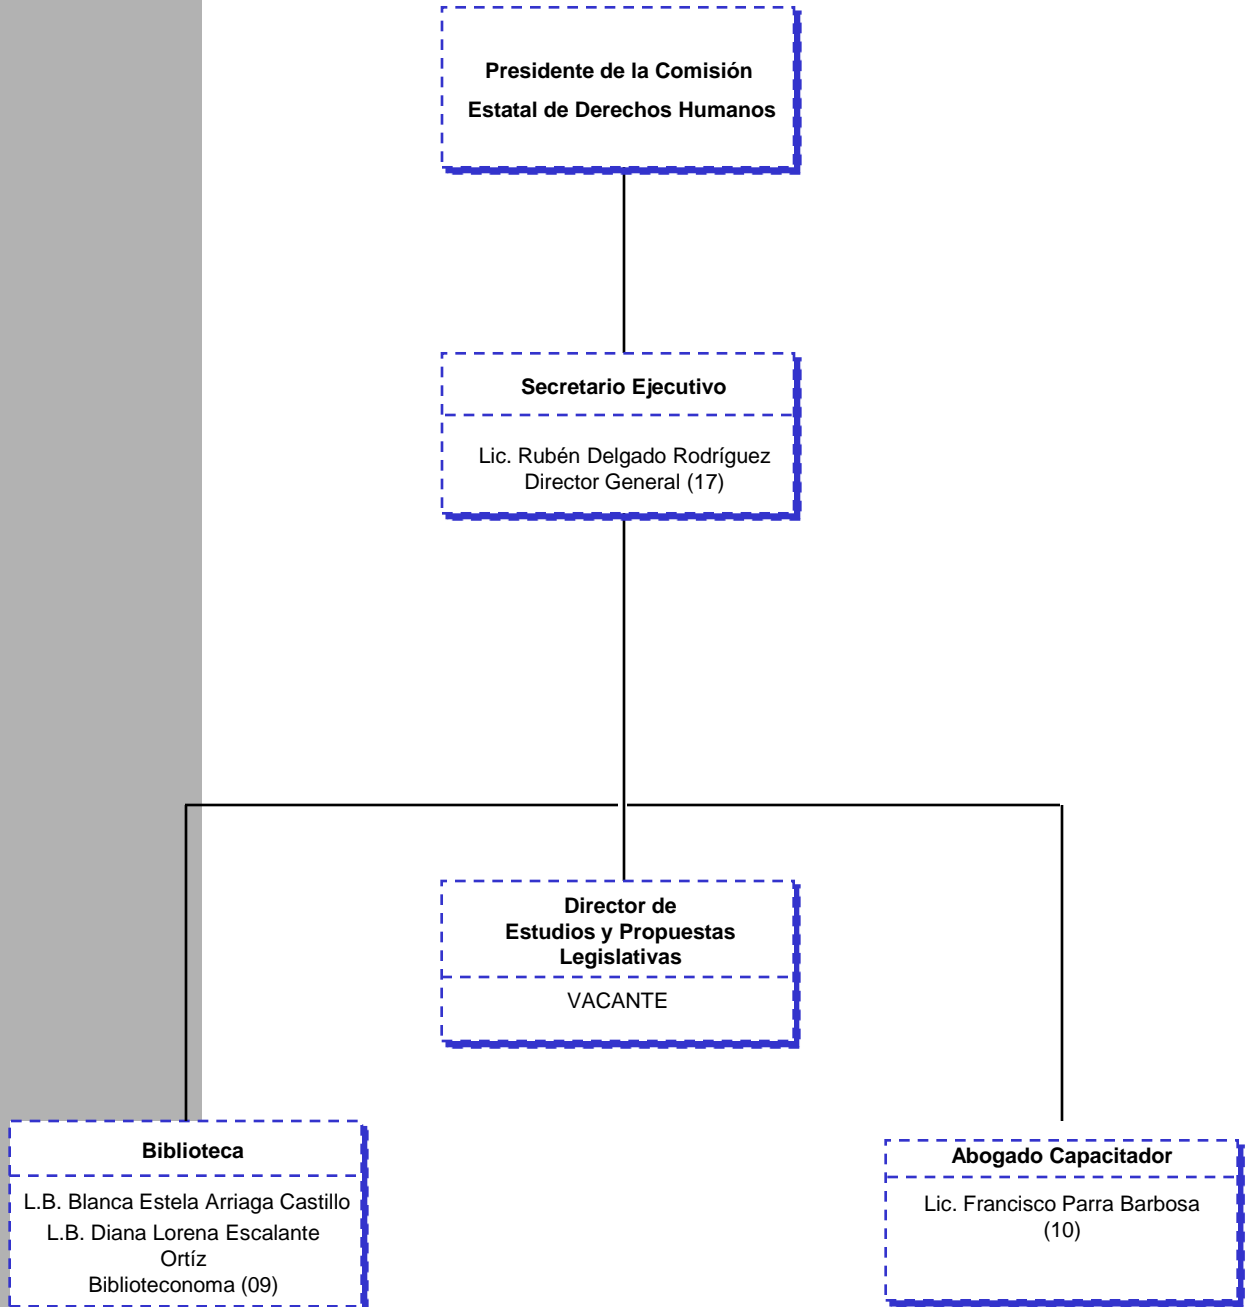 Presidente de la Comisión
Estatal de Derechos Humanos
Secretario Ejecutivo
Lic. Rubén Delgado Rodríguez
Director General (17)
Director de
Estudios y Propuestas
Legislativas
VACANTE
Biblioteca
L.B. Blanca Estela Arriaga Castillo
L.B. Diana Lorena Escalante
Ortíz
Biblioteconoma (09)
Abogado Capacitador
Lic. Francisco Parra Barbosa
(10)